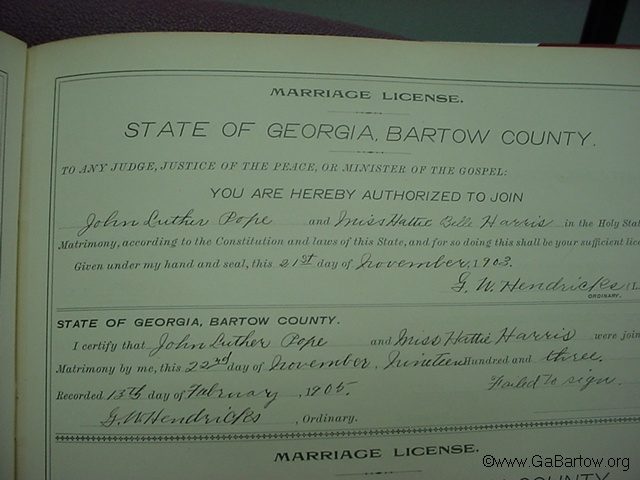 MARRIAGE LICENSE.
STATE OF GEORGIA, BARTOW COUNTY.
TO ANY JUDGE, JUSTICE OF THE PEACE, OR MINISTER OF THE GOSPEL:
YOU ARE HEREBY AUTHORIZED TO JOIN
John Luther Pope and Miss Hattie Belle Harris in the Holy Stat
Matrimony, according to the Constitution and laws of this State, and for so doing this shall be your sufficient lice
Given under my hand and seal, this 21st day of November, 1903.
G. W. Hendricks (L.
ORDINARY.
STATE OF GEORGIA, BARTOW COUNTY.
I certify that John Luther Pope and Miss Hattie Harris were join
Matrimony by me, this 22nd day of November, Nineteen Hundred and three.
Recorded 13th day of February, 1905. Failed to sign.
G. W Hendricks, Ordinary.
MARRIAGE LICENSE.
COUNTY
©www.GaBartow.org